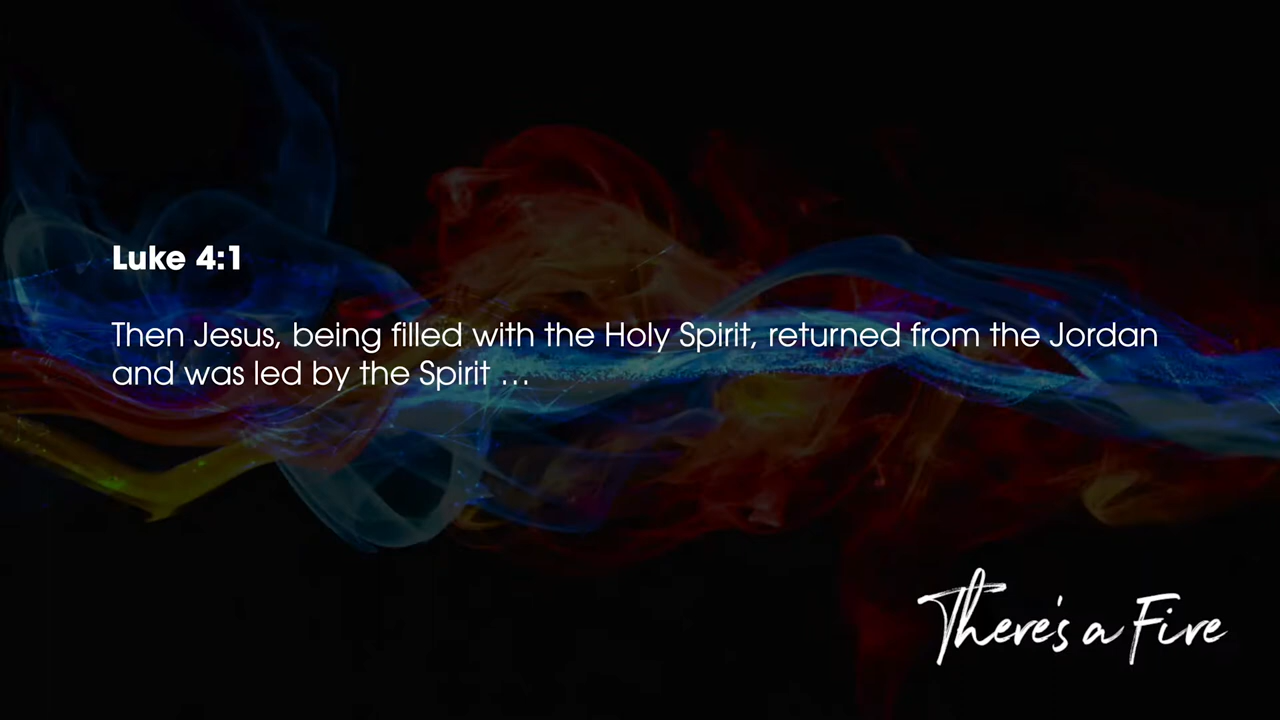 Luke 4:1
Then Jesus, being filled with the Holy Spirit, returned from the Jordan
and was led by the Spirit …
There's a Fire